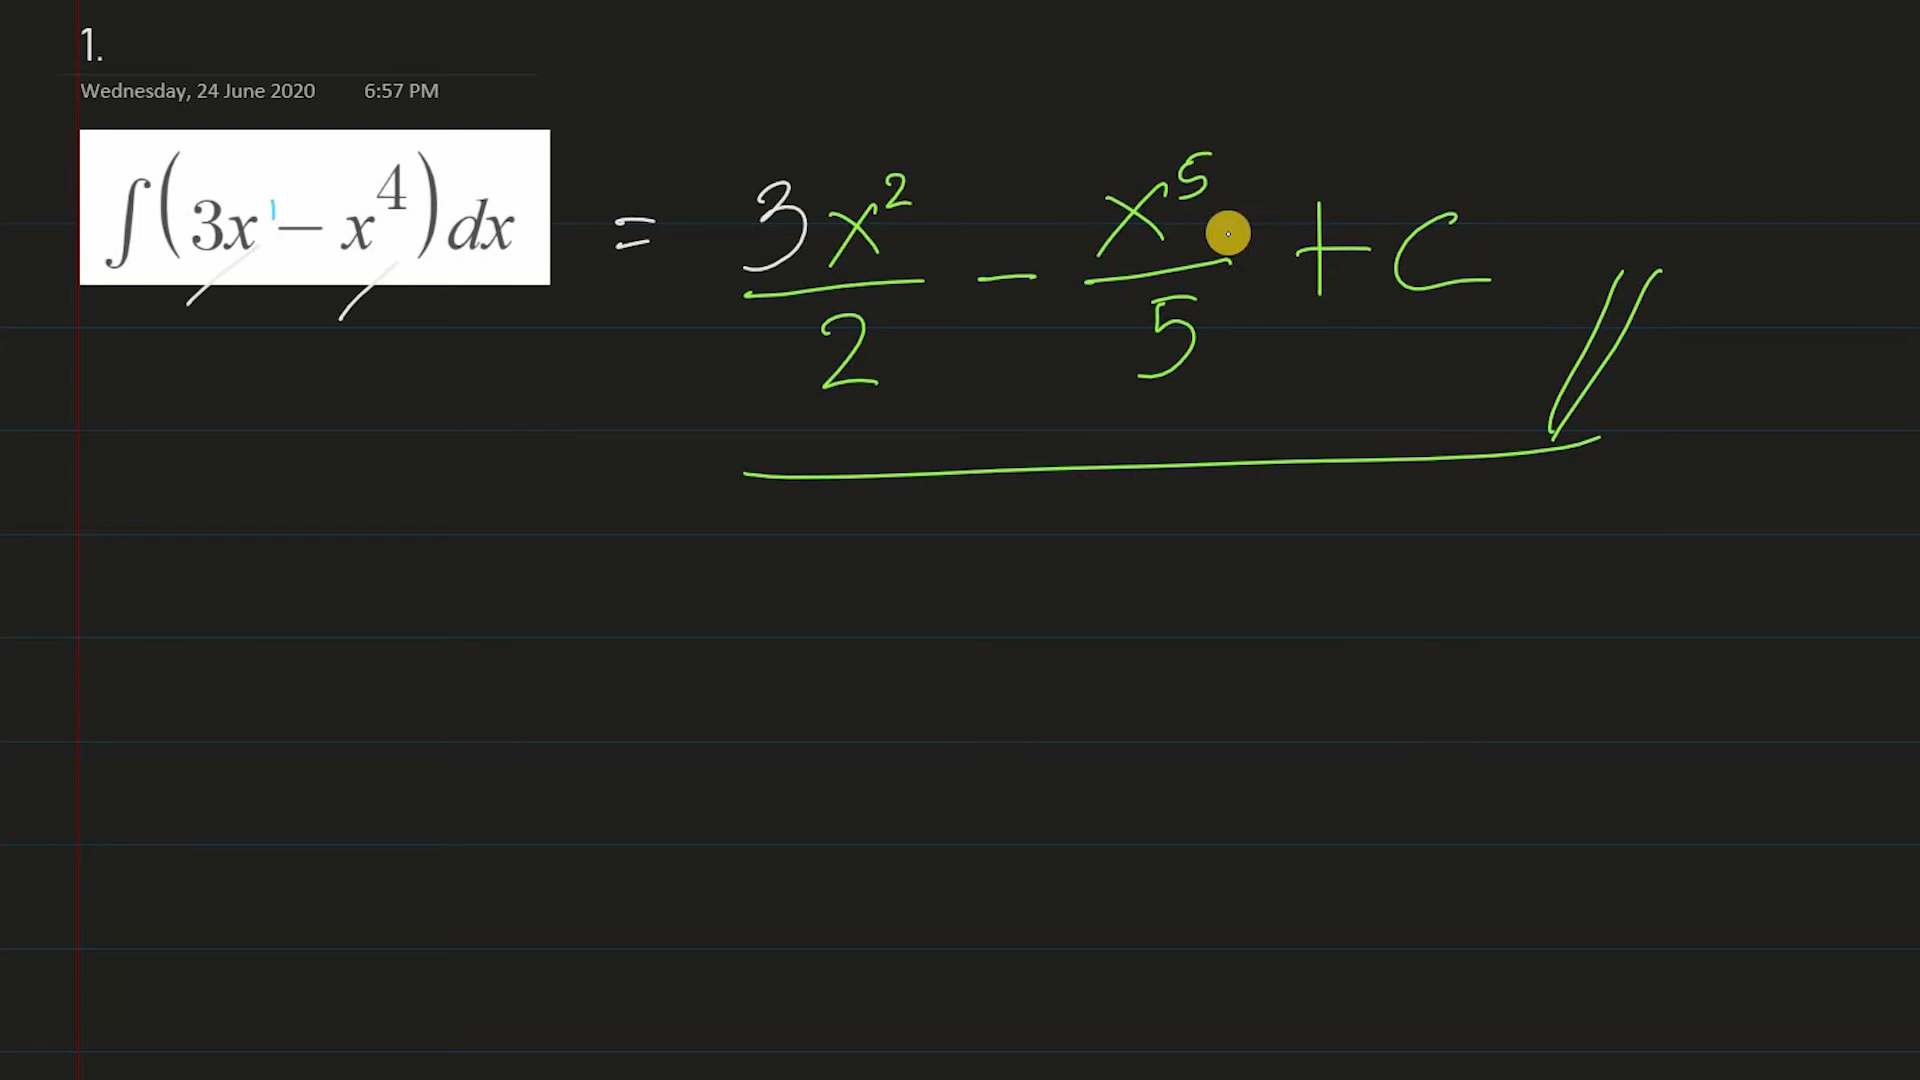 1.
Wednesday, 24 June 2020 6:57 PM
∫(3x¹ − x⁴) dx = 3x²/2 − x⁵/5 + C